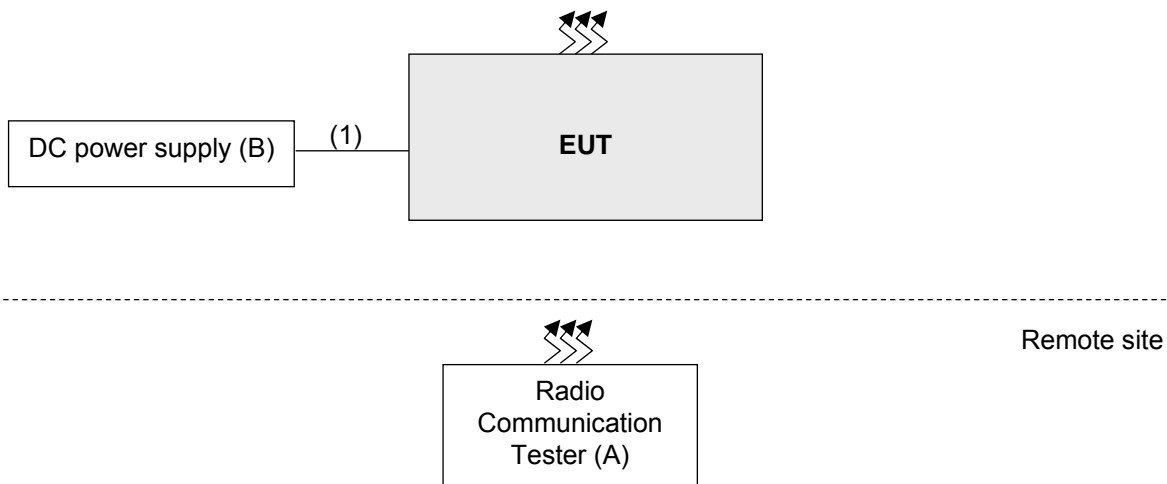 DC power supply (B)
(1)
EUT
Remote site
Radio
Communication
Tester (A)